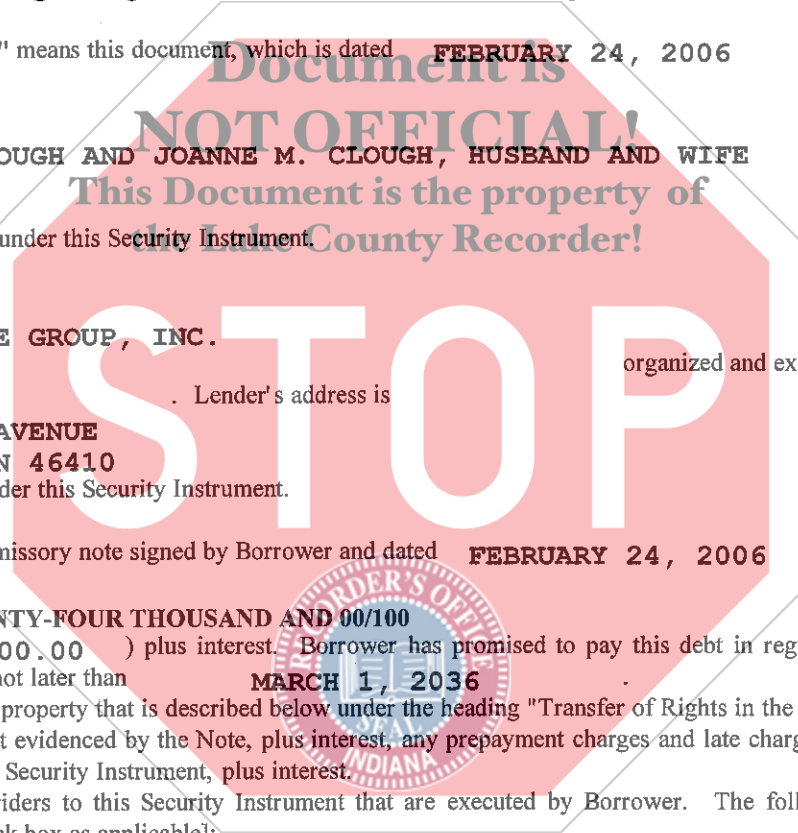 " means this document, which is dated FEBRUARY 24, 2006
Document is
NOT OFFICIAL!
OUGH AND JOANNE M. CLOUGH, HUSBAND AND WIFE
This Document is the property of
under this Security Instrument.
the Lake County Recorder!
E GROUP, INC.
organized and ex
. Lender's address is
AVENUE
N 46410
der this Security Instrument.
STOP
missory note signed by Borrower and dated FEBRUARY 24, 2006
NTY-FOUR THOUSAND AND 00/100
00.00 ) plus interest. Borrower has promised to pay this debt in reg
not later than MARCH 1, 2036 .
property that is described below under the heading "Transfer of Rights in the
t evidenced by the Note, plus interest, any prepayment charges and late charg
Security Instrument, plus interest.
iders to this Security Instrument that are executed by Borrower. The foll
ck box as applicable]:
RECORDER'S OFFICE
SEAL
INDIANA